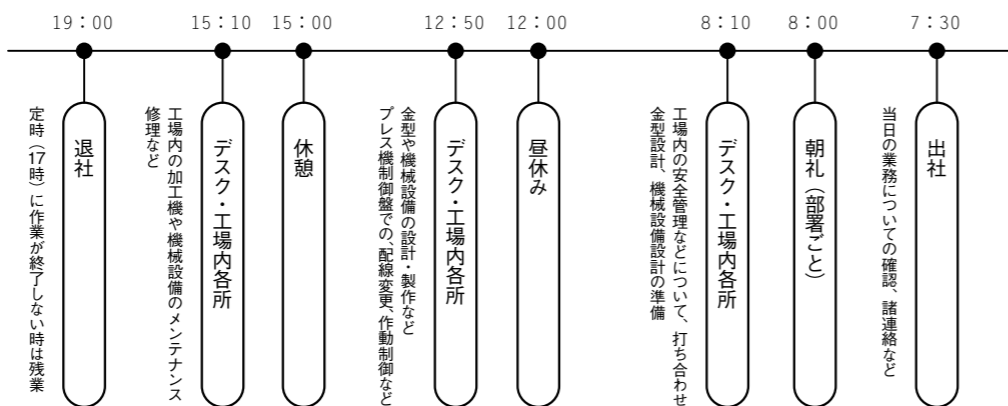 7：30
出社
当日の業務についての確認、諸連絡など
8：00
朝礼（部署ごと）
8：10
デスク・工場内各所
工場内の安全管理などについて、打ち合わせ
金型設計、機械設備設計の準備
12：00
昼休み
12：50
デスク・工場内各所
金型や機械設備の設計・製作など
プレス機制御盤での、配線変更、作動制御など
15：00
休憩
15：10
デスク・工場内各所
工場内の加工機や機械設備のメンテナンス
修理など
19：00
退社
定時（17時）に作業が終了しない時は残業